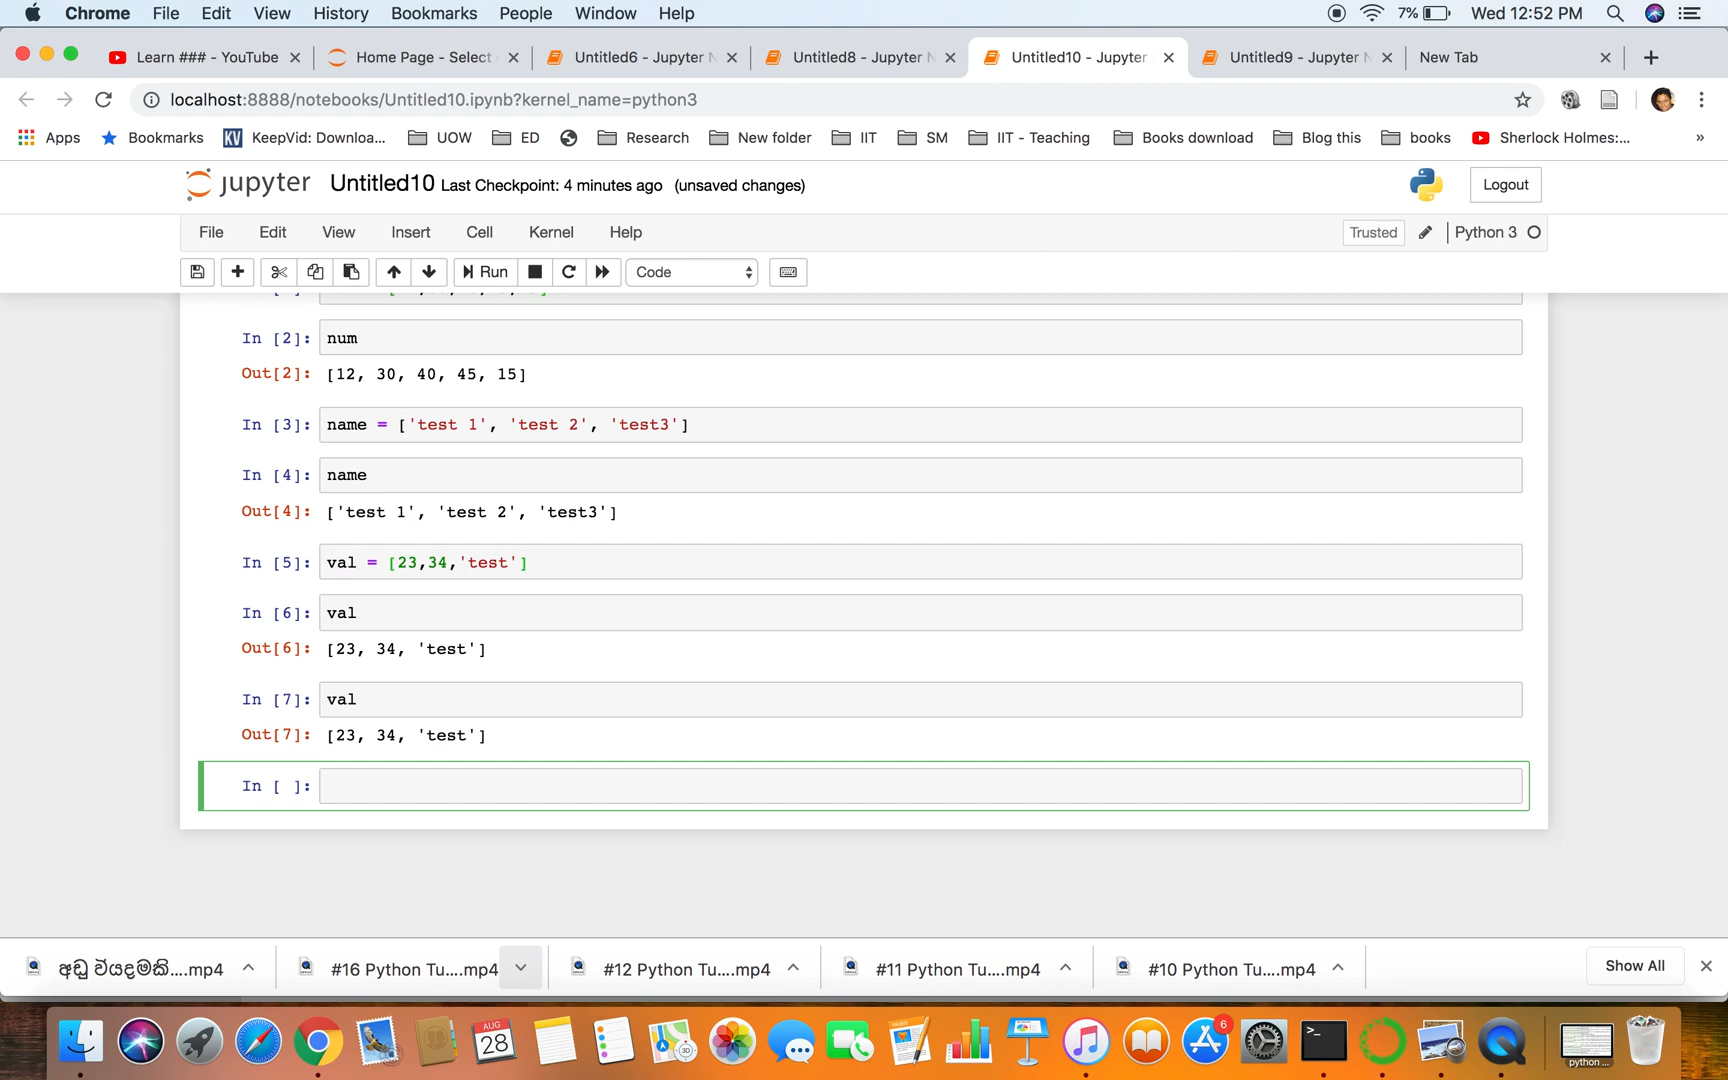 Chrome File Edit View History Bookmarks People Window Help 7% Wed 12:52 PM
Learn ### - YouTube Home Page - Select Untitled6 - Jupyter N Untitled8 - Jupyter N Untitled10 - Jupyter Untitled9 - Jupyter N New Tab
localhost:8888/notebooks/Untitled10.ipynb?kernel_name=python3
Apps Bookmarks KV KeepVid: Downloa... UOW ED Research New folder IIT SM IIT - Teaching Books download Blog this books Sherlock Holmes:... »
jupyter Untitled10 Last Checkpoint: 4 minutes ago (unsaved changes) Logout
File Edit View Insert Cell Kernel Help Trusted Python 3
Run Code
In [2]: num
Out[2]: [12, 30, 40, 45, 15]
In [3]: name = ['test 1', 'test 2', 'test3']
In [4]: name
Out[4]: ['test 1', 'test 2', 'test3']
In [5]: val = [23,34,'test']
In [6]: val
Out[6]: [23, 34, 'test']
In [7]: val
Out[7]: [23, 34, 'test']
In [ ]:
අඩු වියදමකි....mp4 #16 Python Tu....mp4 #12 Python Tu....mp4 #11 Python Tu....mp4 #10 Python Tu....mp4 Show All
AUG
28
3D
6
>_
python ...